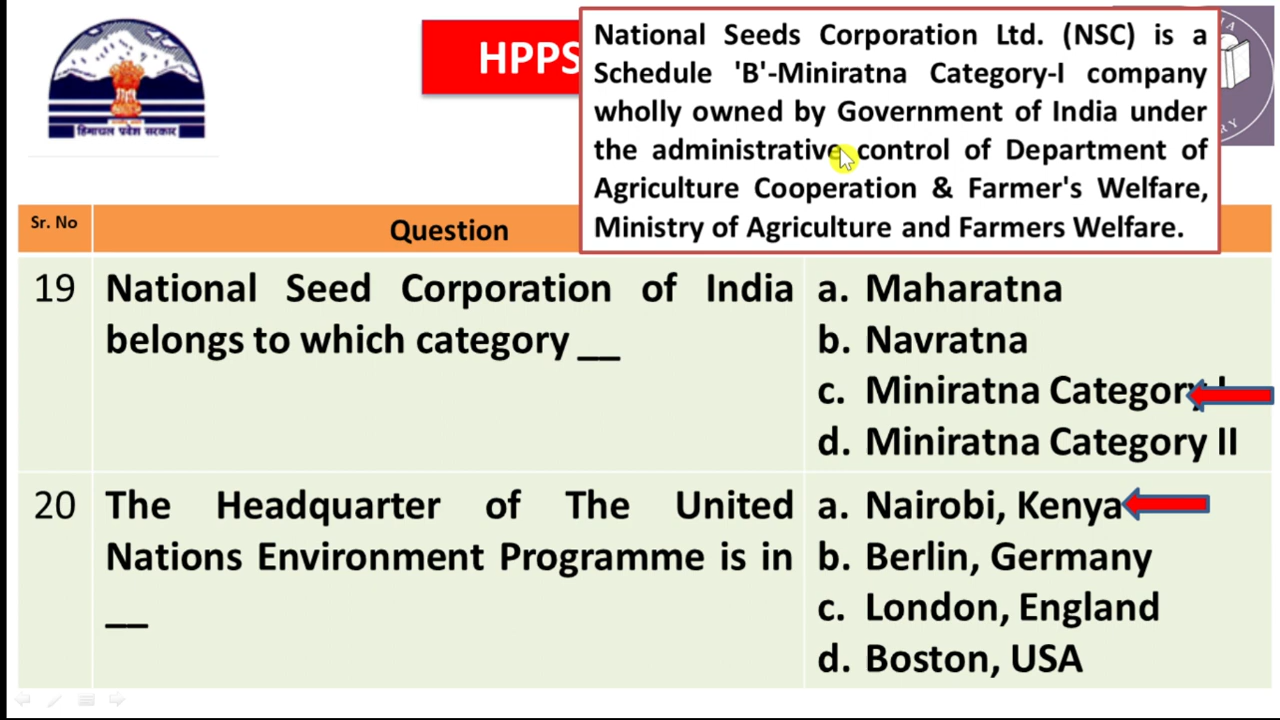 हिमाचल प्रदेश सरकार
HPPS
National Seeds Corporation Ltd. (NSC) is a
Schedule 'B'-Miniratna Category-I company
wholly owned by Government of India under
the administrative control of Department of
Agriculture Cooperation & Farmer's Welfare,
Ministry of Agriculture and Farmers Welfare.
Sr. No
Question
19
National Seed Corporation of India
belongs to which category __
a. Maharatna
b. Navratna
c. Miniratna Category I
d. Miniratna Category II
20
The Headquarter of The United
Nations Environment Programme is in
__
a. Nairobi, Kenya
b. Berlin, Germany
c. London, England
d. Boston, USA